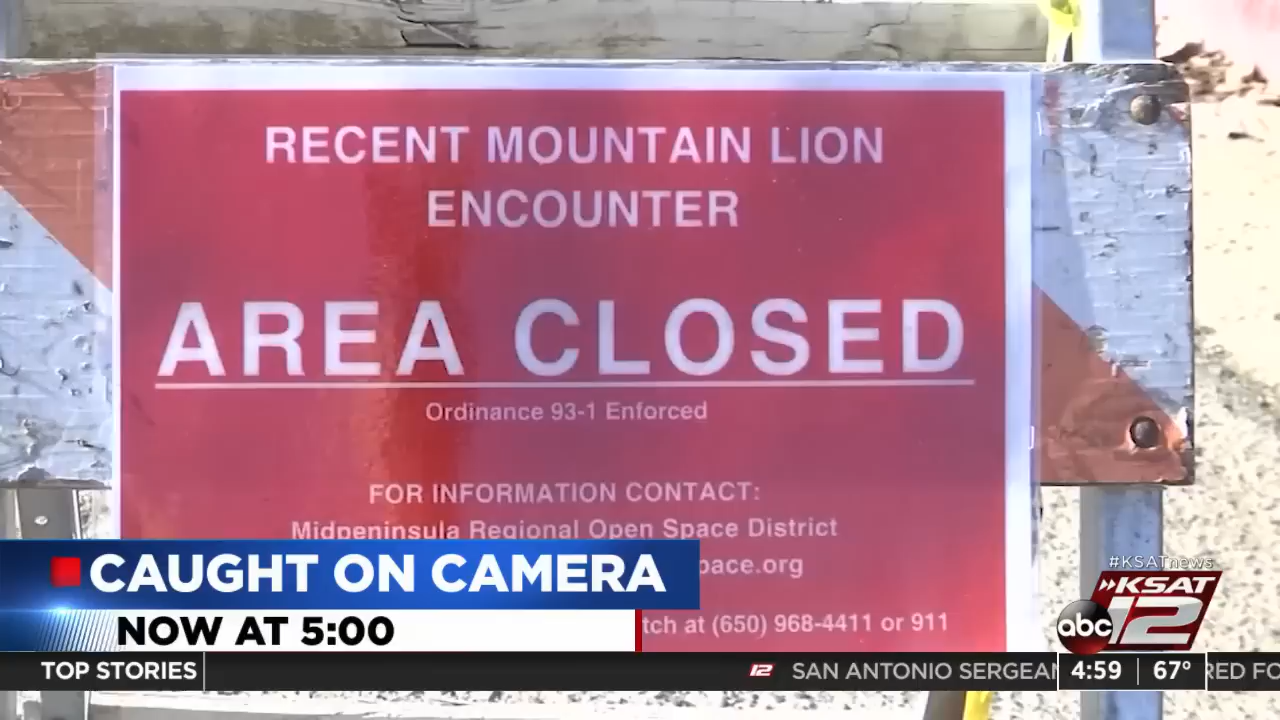 RECENT MOUNTAIN LION
ENCOUNTER
AREA CLOSED
Ordinance 93-1 Enforced
FOR INFORMATION CONTACT:
Midpeninsula Regional Open Space District
pace.org
tch at (650) 968-4411 or 911
CAUGHT ON CAMERA
NOW AT 5:00
#KSATnews
KSAT
abc 12
TOP STORIES
12 SAN ANTONIO SERGEAN
4:59 67°
RED FO